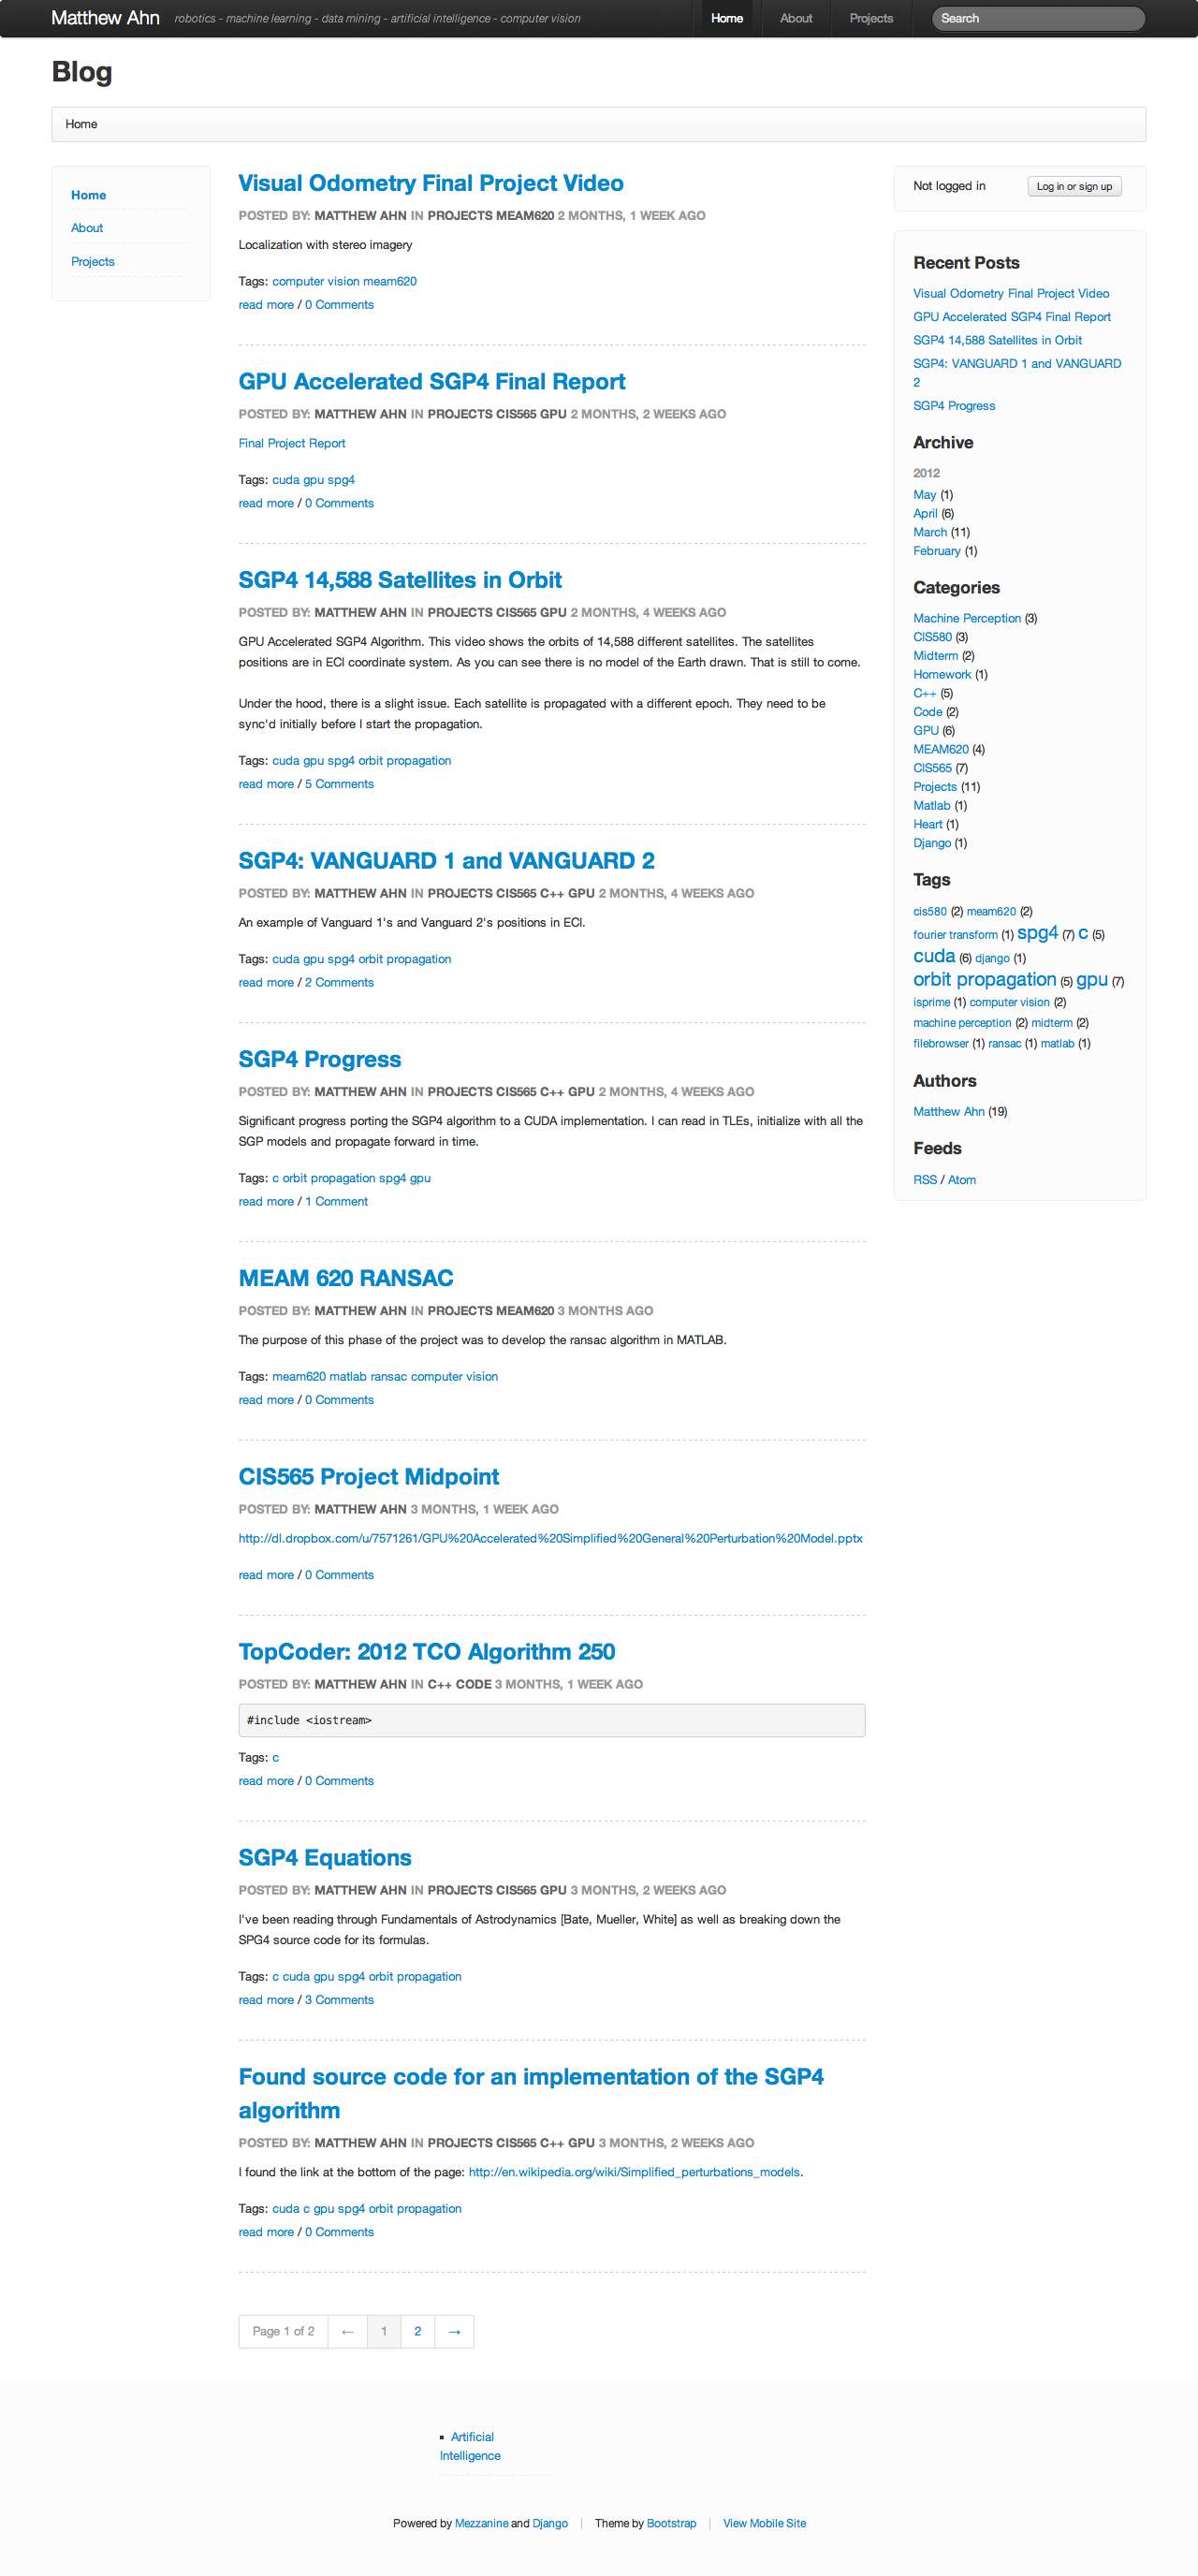 Matthew Ahn robotics - machine learning - data mining - artificial intelligence - computer vision Home About Projects Search
Blog
Home
Home
About
Projects
Visual Odometry Final Project Video
POSTED BY: MATTHEW AHN IN PROJECTS MEAM620 2 MONTHS, 1 WEEK AGO
Localization with stereo imagery
Tags: computer vision meam620
read more / 0 Comments
GPU Accelerated SGP4 Final Report
POSTED BY: MATTHEW AHN IN PROJECTS CIS565 GPU 2 MONTHS, 2 WEEKS AGO
Final Project Report
Tags: cuda gpu spg4
read more / 0 Comments
SGP4 14,588 Satellites in Orbit
POSTED BY: MATTHEW AHN IN PROJECTS CIS565 GPU 2 MONTHS, 4 WEEKS AGO
GPU Accelerated SGP4 Algorithm. This video shows the orbits of 14,588 different satellites. The satellites
positions are in ECI coordinate system. As you can see there is no model of the Earth drawn. That is still to come.
Under the hood, there is a slight issue. Each satellite is propagated with a different epoch. They need to be
sync'd initially before I start the propagation.
Tags: cuda gpu spg4 orbit propagation
read more / 5 Comments
SGP4: VANGUARD 1 and VANGUARD 2
POSTED BY: MATTHEW AHN IN PROJECTS CIS565 C++ GPU 2 MONTHS, 4 WEEKS AGO
An example of Vanguard 1's and Vanguard 2's positions in ECI.
Tags: cuda gpu spg4 orbit propagation
read more / 2 Comments
SGP4 Progress
POSTED BY: MATTHEW AHN IN PROJECTS CIS565 C++ GPU 2 MONTHS, 4 WEEKS AGO
Significant progress porting the SGP4 algorithm to a CUDA implementation. I can read in TLEs, initialize with all the
SGP models and propagate forward in time.
Tags: c orbit propagation spg4 gpu
read more / 1 Comment
MEAM 620 RANSAC
POSTED BY: MATTHEW AHN IN PROJECTS MEAM620 3 MONTHS AGO
The purpose of this phase of the project was to develop the ransac algorithm in MATLAB.
Tags: meam620 matlab ransac computer vision
read more / 0 Comments
CIS565 Project Midpoint
POSTED BY: MATTHEW AHN 3 MONTHS, 1 WEEK AGO
http://dl.dropbox.com/u/7571261/GPU%20Accelerated%20Simplified%20General%20Perturbation%20Model.pptx
read more / 0 Comments
TopCoder: 2012 TCO Algorithm 250
POSTED BY: MATTHEW AHN IN C++ CODE 3 MONTHS, 1 WEEK AGO
#include <iostream>
Tags: c
read more / 0 Comments
SGP4 Equations
POSTED BY: MATTHEW AHN IN PROJECTS CIS565 GPU 3 MONTHS, 2 WEEKS AGO
I've been reading through Fundamentals of Astrodynamics [Bate, Mueller, White] as well as breaking down the
SPG4 source code for its formulas.
Tags: c cuda gpu spg4 orbit propagation
read more / 3 Comments
Found source code for an implementation of the SGP4
algorithm
POSTED BY: MATTHEW AHN IN PROJECTS CIS565 C++ GPU 3 MONTHS, 2 WEEKS AGO
I found the link at the bottom of the page: http://en.wikipedia.org/wiki/Simplified_perturbations_models.
Tags: cuda c gpu spg4 orbit propagation
read more / 0 Comments
Page 1 of 2 ← 1 2 →
Not logged in Log in or sign up
Recent Posts
Visual Odometry Final Project Video
GPU Accelerated SGP4 Final Report
SGP4 14,588 Satellites in Orbit
SGP4: VANGUARD 1 and VANGUARD
2
SGP4 Progress
Archive
2012
May (1)
April (6)
March (11)
February (1)
Categories
Machine Perception (3)
CIS580 (3)
Midterm (2)
Homework (1)
C++ (5)
Code (2)
GPU (6)
MEAM620 (4)
CIS565 (7)
Projects (11)
Matlab (1)
Heart (1)
Django (1)
Tags
cis580 (2) meam620 (2)
fourier transform (1) spg4 (7) c (5)
cuda (6) django (1)
orbit propagation (5) gpu (7)
isprime (1) computer vision (2)
machine perception (2) midterm (2)
filebrowser (1) ransac (1) matlab (1)
Authors
Matthew Ahn (19)
Feeds
RSS / Atom
▪ Artificial
Intelligence
Powered by Mezzanine and Django | Theme by Bootstrap | View Mobile Site